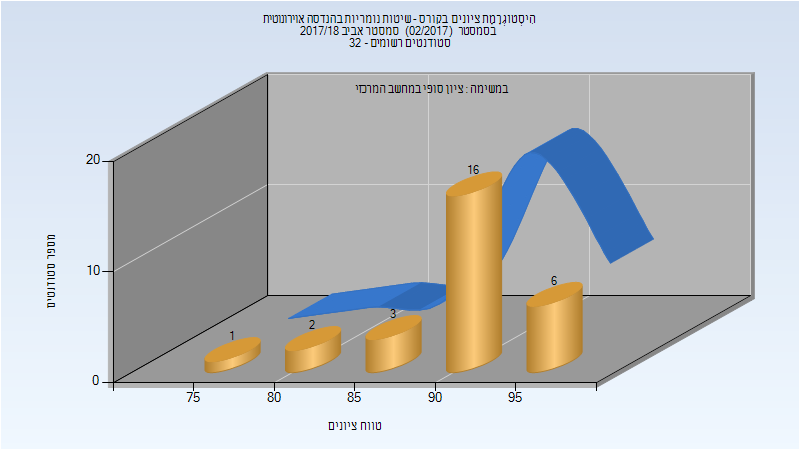 היסטוגרמת ציונים בקורס - שיטות נומריות בהנדסה אוירונוטית
בסמסטר (02/2017) סמסטר אביב 2017/18
סטודנטים רשומים - 32
במשימה : ציון סופי במחשב המרכזי
מספר סטודנטים
20
10
0
1
2
3
16
6
75
80
85
90
95
טווח ציונים